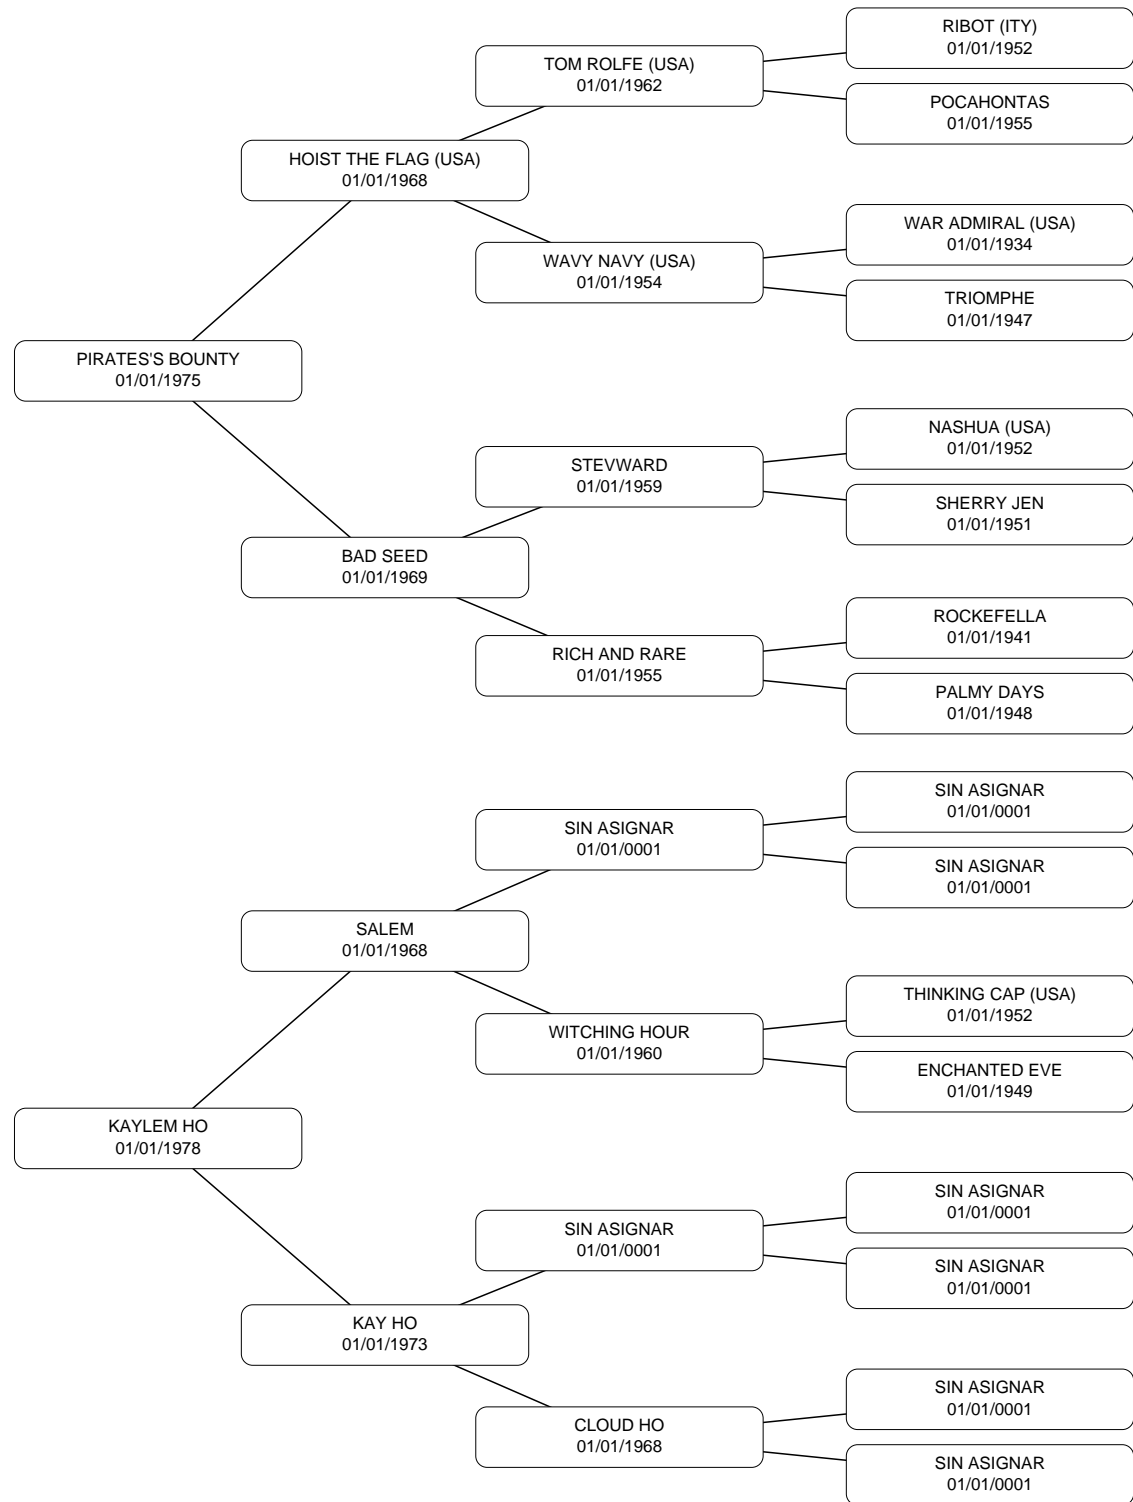 RIBOT (ITY)
01/01/1952
TOM ROLFE (USA)
01/01/1962
POCAHONTAS
01/01/1955
HOIST THE FLAG (USA)
01/01/1968
WAR ADMIRAL (USA)
01/01/1934
WAVY NAVY (USA)
01/01/1954
TRIOMPHE
01/01/1947
PIRATES'S BOUNTY
01/01/1975
NASHUA (USA)
01/01/1952
STEVWARD
01/01/1959
SHERRY JEN
01/01/1951
BAD SEED
01/01/1969
ROCKEFELLA
01/01/1941
RICH AND RARE
01/01/1955
PALMY DAYS
01/01/1948
SIN ASIGNAR
01/01/0001
SIN ASIGNAR
01/01/0001
SIN ASIGNAR
01/01/0001
SALEM
01/01/1968
THINKING CAP (USA)
01/01/1952
WITCHING HOUR
01/01/1960
ENCHANTED EVE
01/01/1949
KAYLEM HO
01/01/1978
SIN ASIGNAR
01/01/0001
SIN ASIGNAR
01/01/0001
SIN ASIGNAR
01/01/0001
KAY HO
01/01/1973
SIN ASIGNAR
01/01/0001
CLOUD HO
01/01/1968
SIN ASIGNAR
01/01/0001